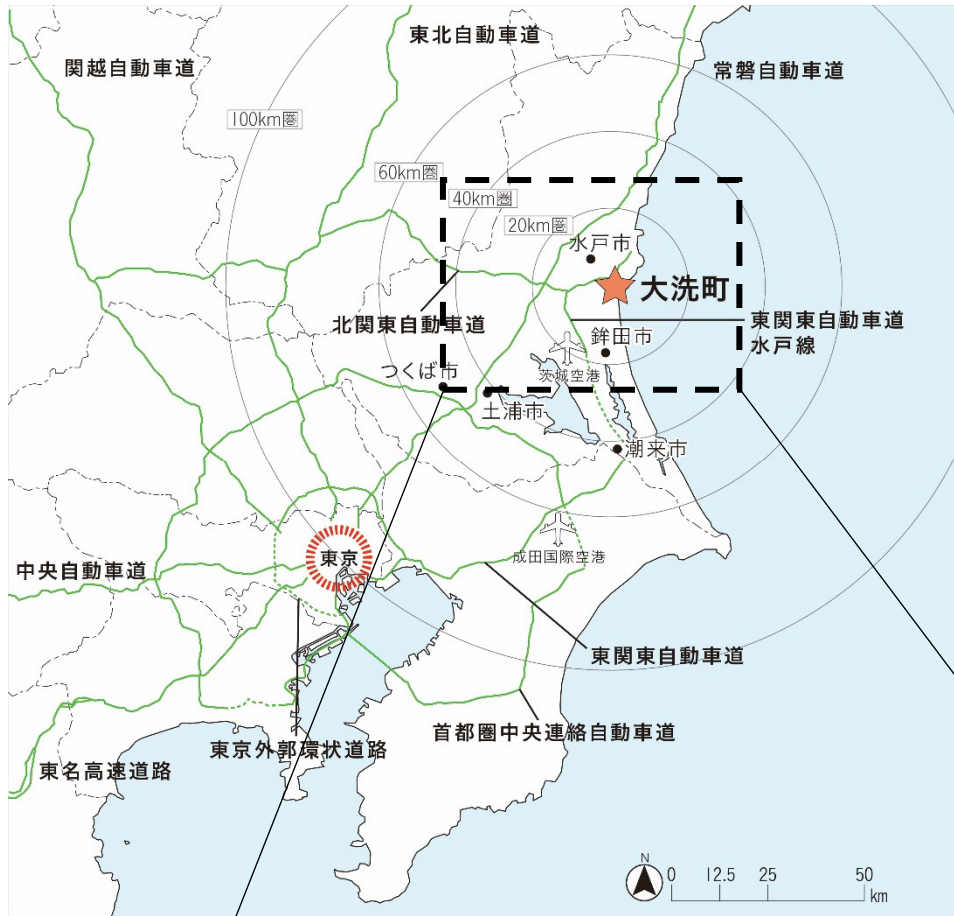 東北自動車道
関越自動車道
常磐自動車道
100km圏
60km圏
40km圏
20km圏
水戸市
大洗町
北関東自動車道
東関東自動車道
水戸線
鉾田市
つくば市
茨城空港
土浦市
潮来市
東京
成田国際空港
中央自動車道
東関東自動車道
首都圏中央連絡自動車道
東京外郭環状道路
東名高速道路
N
0 12.5 25 50
km